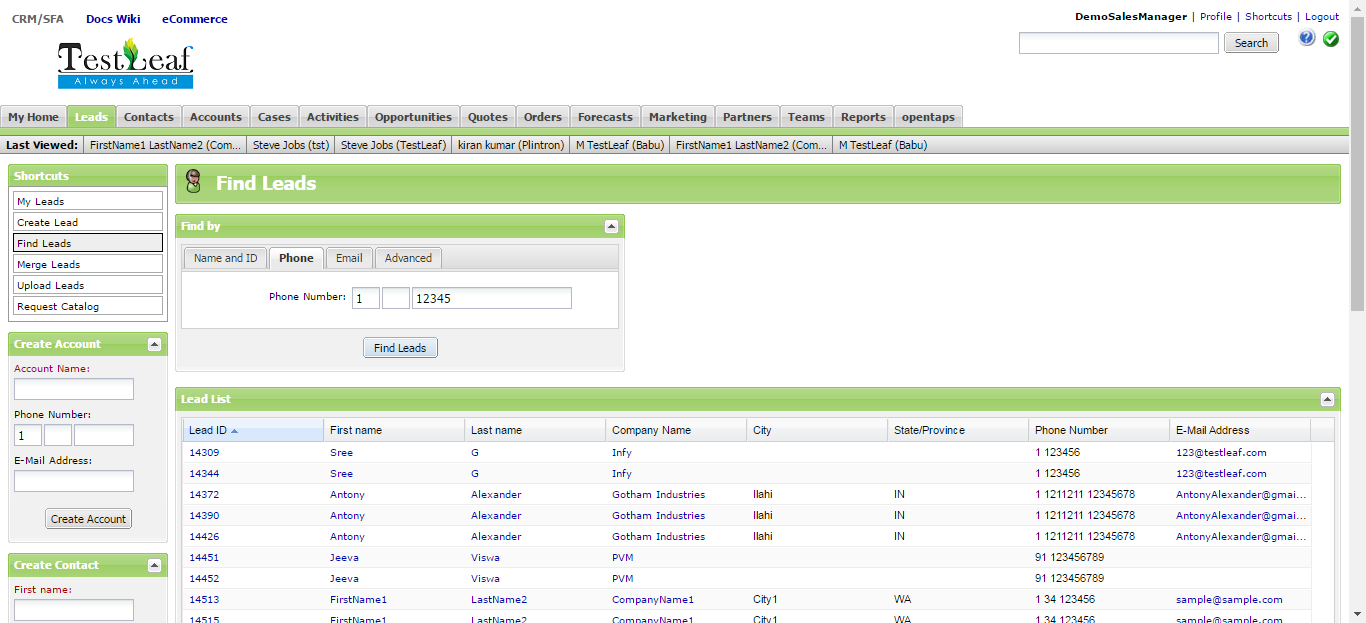 CRM/SFA Docs Wiki eCommerce
DemoSalesManager | Profile | Shortcuts | Logout
TestLeaf
Always Ahead
Search
My Home Leads Contacts Accounts Cases Activities Opportunities Quotes Orders Forecasts Marketing Partners Teams Reports opentaps
Last Viewed: FirstName1 LastName2 (Com... Steve Jobs (tst) Steve Jobs (TestLeaf) kiran kumar (Plintron) M TestLeaf (Babu) FirstName1 LastName2 (Com... M TestLeaf (Babu)
Shortcuts
My Leads
Create Lead
Find Leads
Merge Leads
Upload Leads
Request Catalog
Create Account
Account Name:
Phone Number:
1
E-Mail Address:
Create Account
Create Contact
First name:
Find Leads
Find by
Name and ID Phone Email Advanced
Phone Number: 1 12345
Find Leads
Lead List
Lead ID First name Last name Company Name City State/Province Phone Number E-Mail Address
14309 Sree G Infy 1 123456 123@testleaf.com
14344 Sree G Infy 1 123456 123@testleaf.com
14372 Antony Alexander Gotham Industries Ilahi IN 1 1211211 12345678 AntonyAlexander@gmai...
14390 Antony Alexander Gotham Industries Ilahi IN 1 1211211 12345678 AntonyAlexander@gmai...
14426 Antony Alexander Gotham Industries Ilahi IN 1 1211211 12345678 AntonyAlexander@gmai...
14451 Jeeva Viswa PVM 91 123456789
14452 Jeeva Viswa PVM 91 123456789
14513 FirstName1 LastName2 CompanyName1 City1 WA 1 34 123456 sample@sample.com
14515 FirstName1 LastName2 CompanyName1 City1 WA 1 34 123456 sample@sample.com